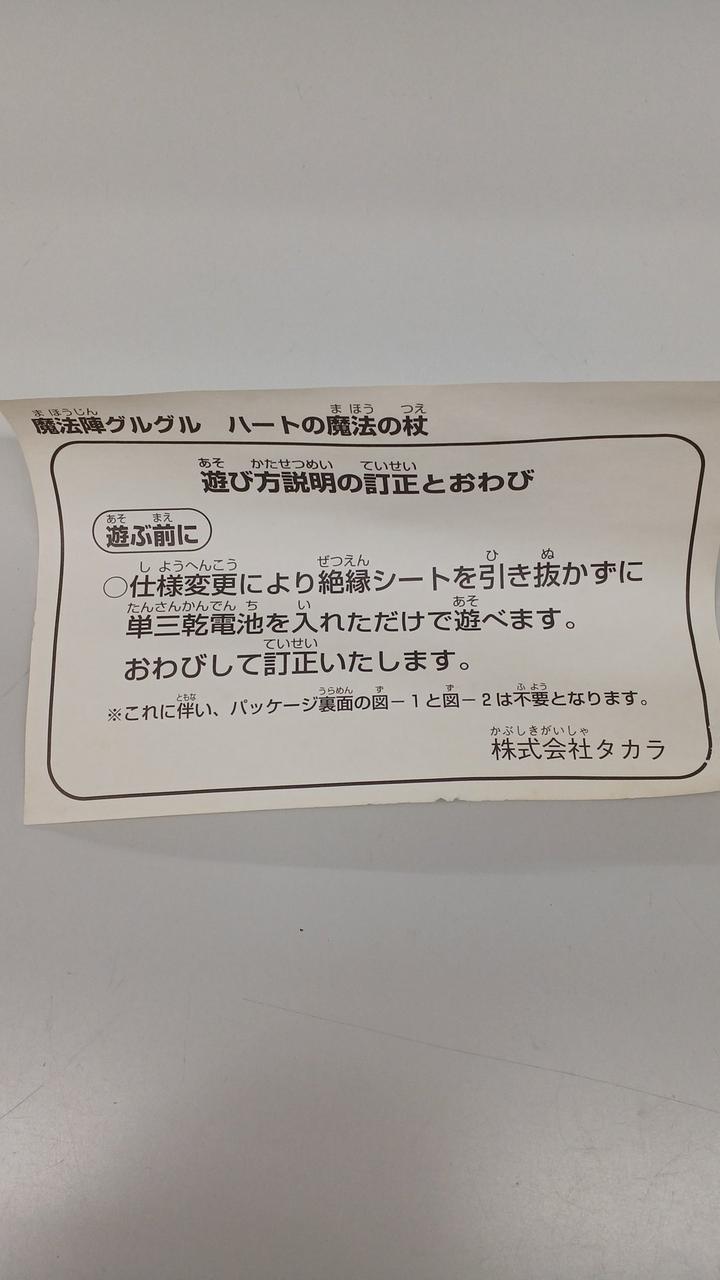 魔法陣グルグル ハートの魔法の杖
遊び方説明の訂正とおわび
遊ぶ前に
○仕様変更により絶縁シートを引き抜かずに
単三乾電池を入れただけで遊べます。
おわびして訂正いたします。
※これに伴い、パッケージ裏面の図－１と図－２は不要となります。
株式会社タカラ